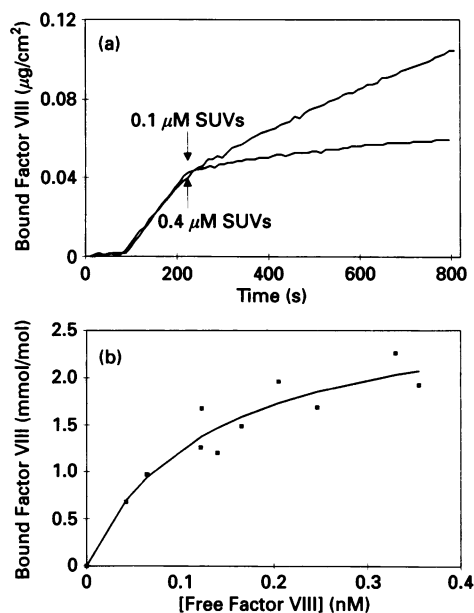 (a)
Bound Factor VIII (μg/cm²)
0.12
0.08
0.04
0
0.1 μM SUVs
0.4 μM SUVs
0 200 400 600 800
Time (s)
(b)
Bound Factor VIII (mmol/mol)
2.5
2.0
1.5
1.0
0.5
0
0 0.1 0.2 0.3 0.4
[Free Factor VIII] (nM)